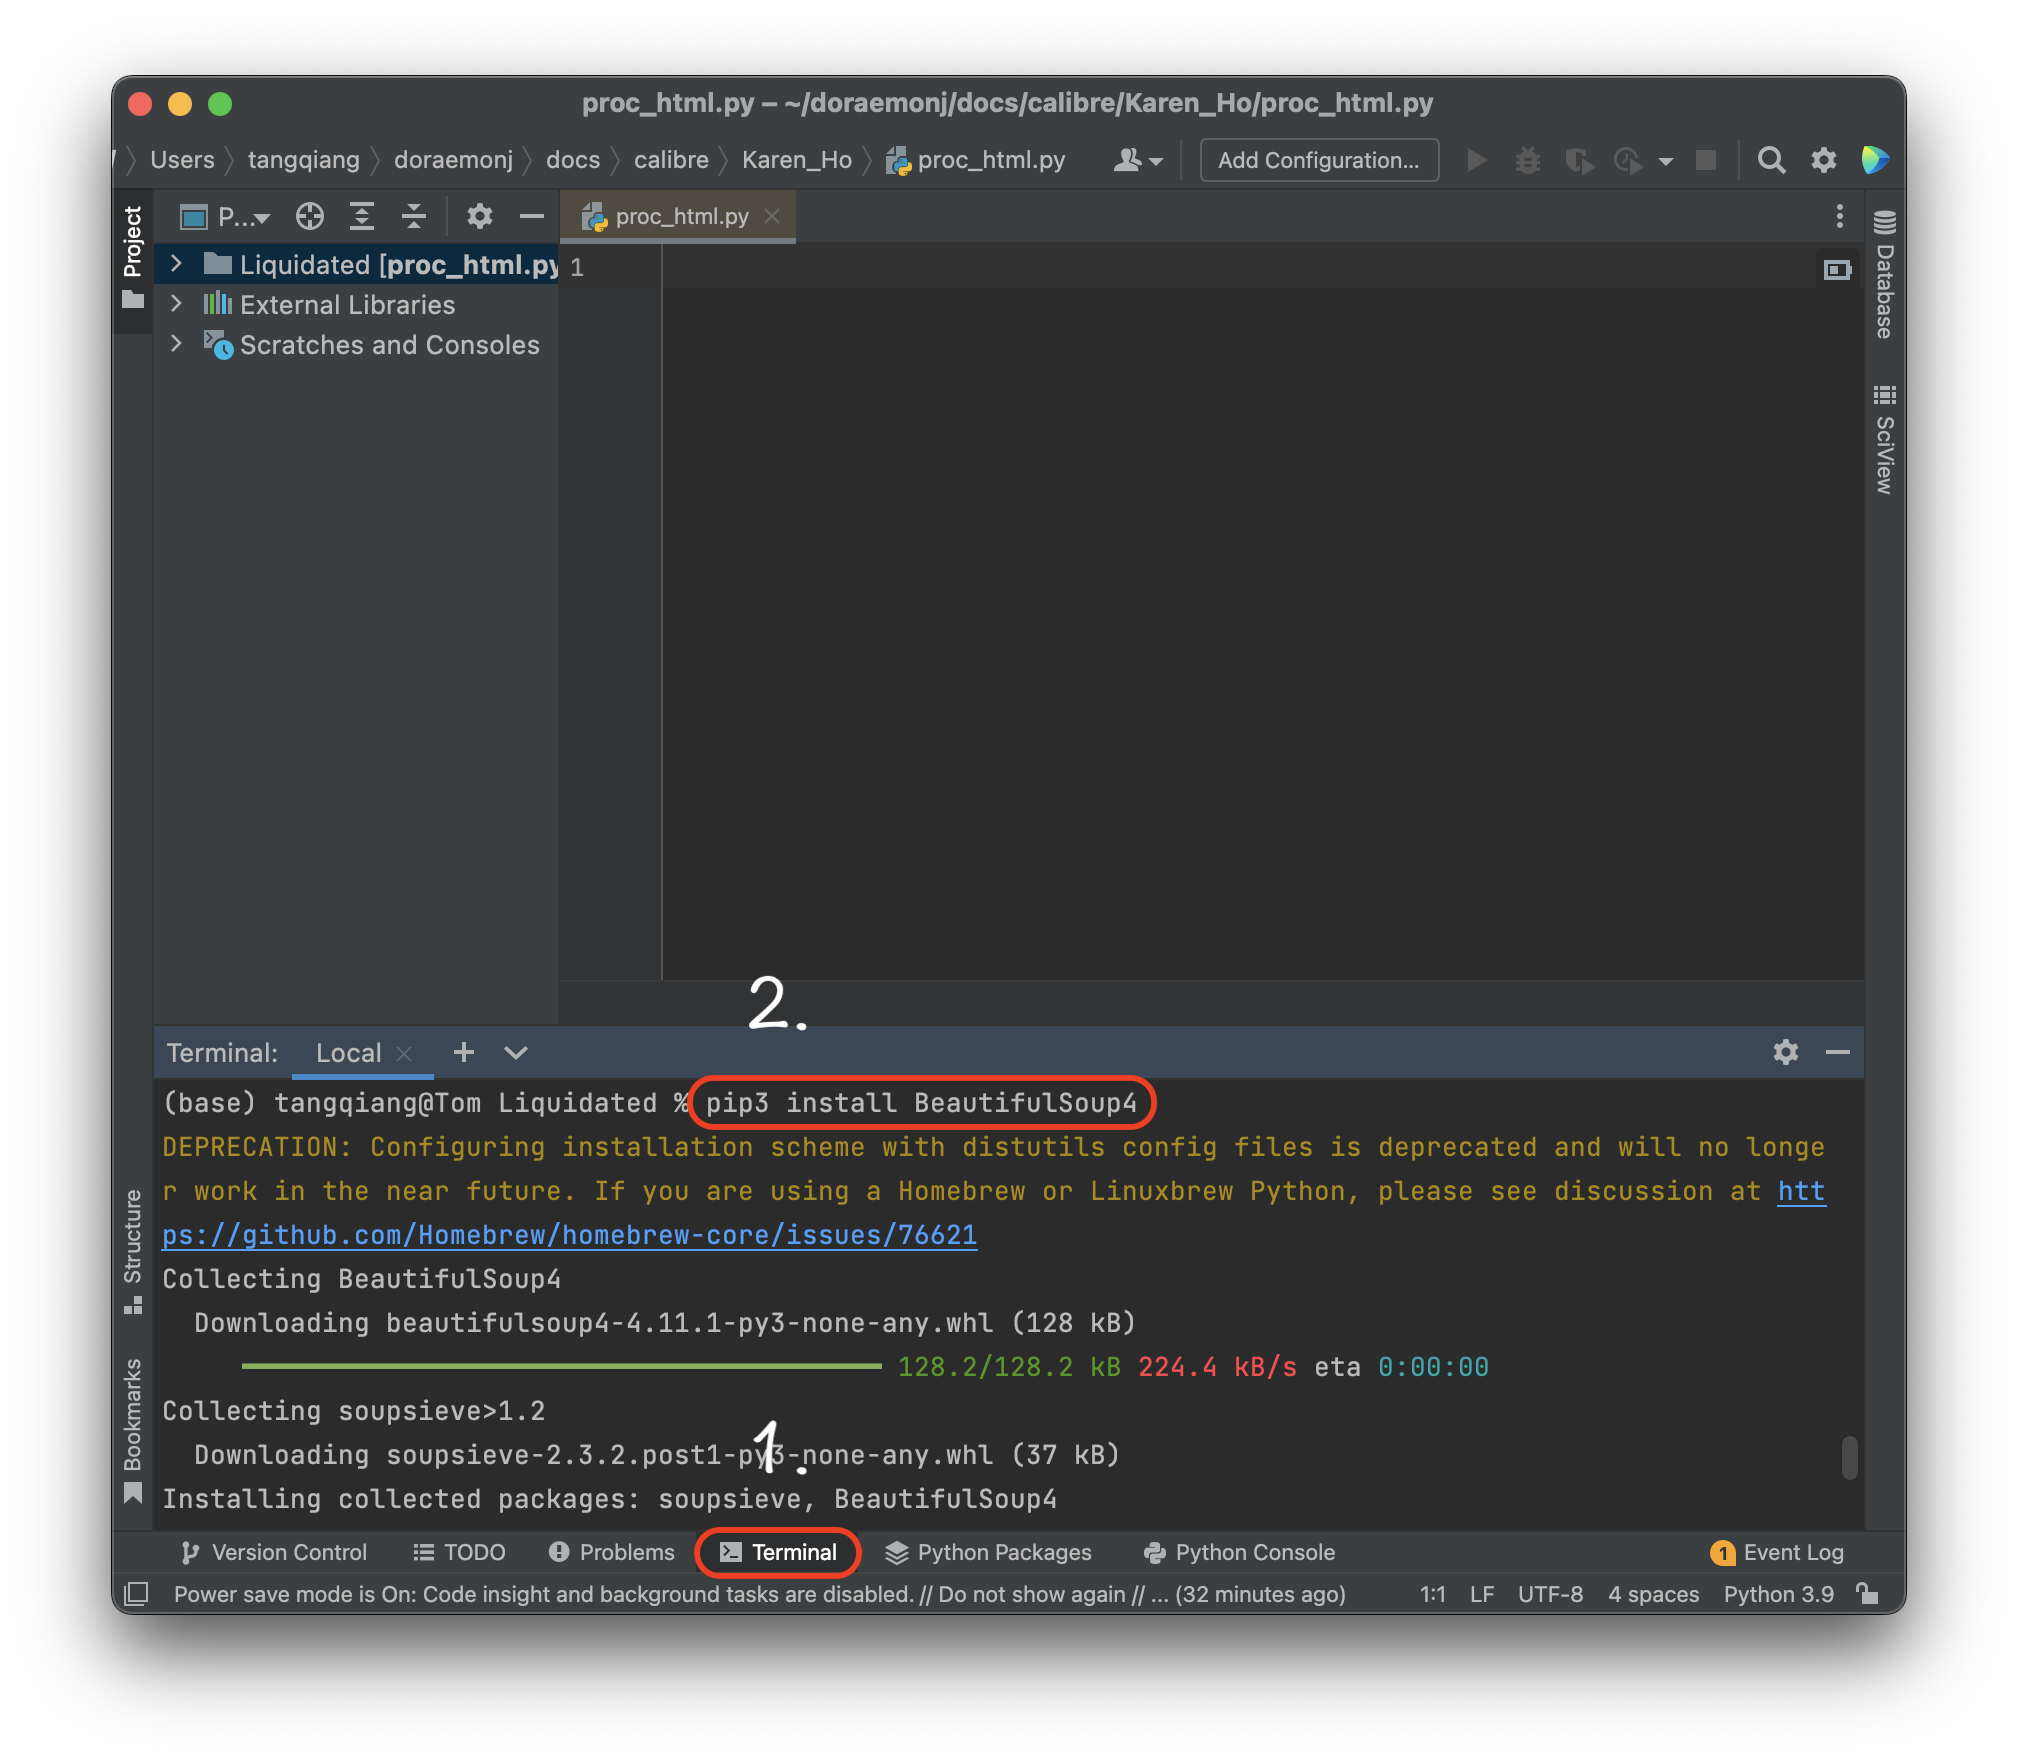 proc_html.py – ~/doraemonj/docs/calibre/Karen_Ho/proc_html.py
Users tangqiang doraemonj docs calibre Karen_Ho proc_html.py Add Configuration...
Project
P... proc_html.py
Liquidated [proc_html.py
1
External Libraries
Scratches and Consoles
Database
SciView
2.
Terminal: Local
(base) tangqiang@Tom Liquidated % pip3 install BeautifulSoup4
DEPRECATION: Configuring installation scheme with distutils config files is deprecated and will no longe
r work in the near future. If you are using a Homebrew or Linuxbrew Python, please see discussion at htt
ps://github.com/Homebrew/homebrew-core/issues/76621
Collecting BeautifulSoup4
Downloading beautifulsoup4-4.11.1-py3-none-any.whl (128 kB)
128.2/128.2 kB 224.4 kB/s eta 0:00:00
Collecting soupsieve>1.2
1.
Downloading soupsieve-2.3.2.post1-py3-none-any.whl (37 kB)
Installing collected packages: soupsieve, BeautifulSoup4
Structure
Bookmarks
Version Control TODO Problems Terminal Python Packages Python Console 1 Event Log
Power save mode is On: Code insight and background tasks are disabled. // Do not show again // ... (32 minutes ago) 1:1 LF UTF-8 4 spaces Python 3.9